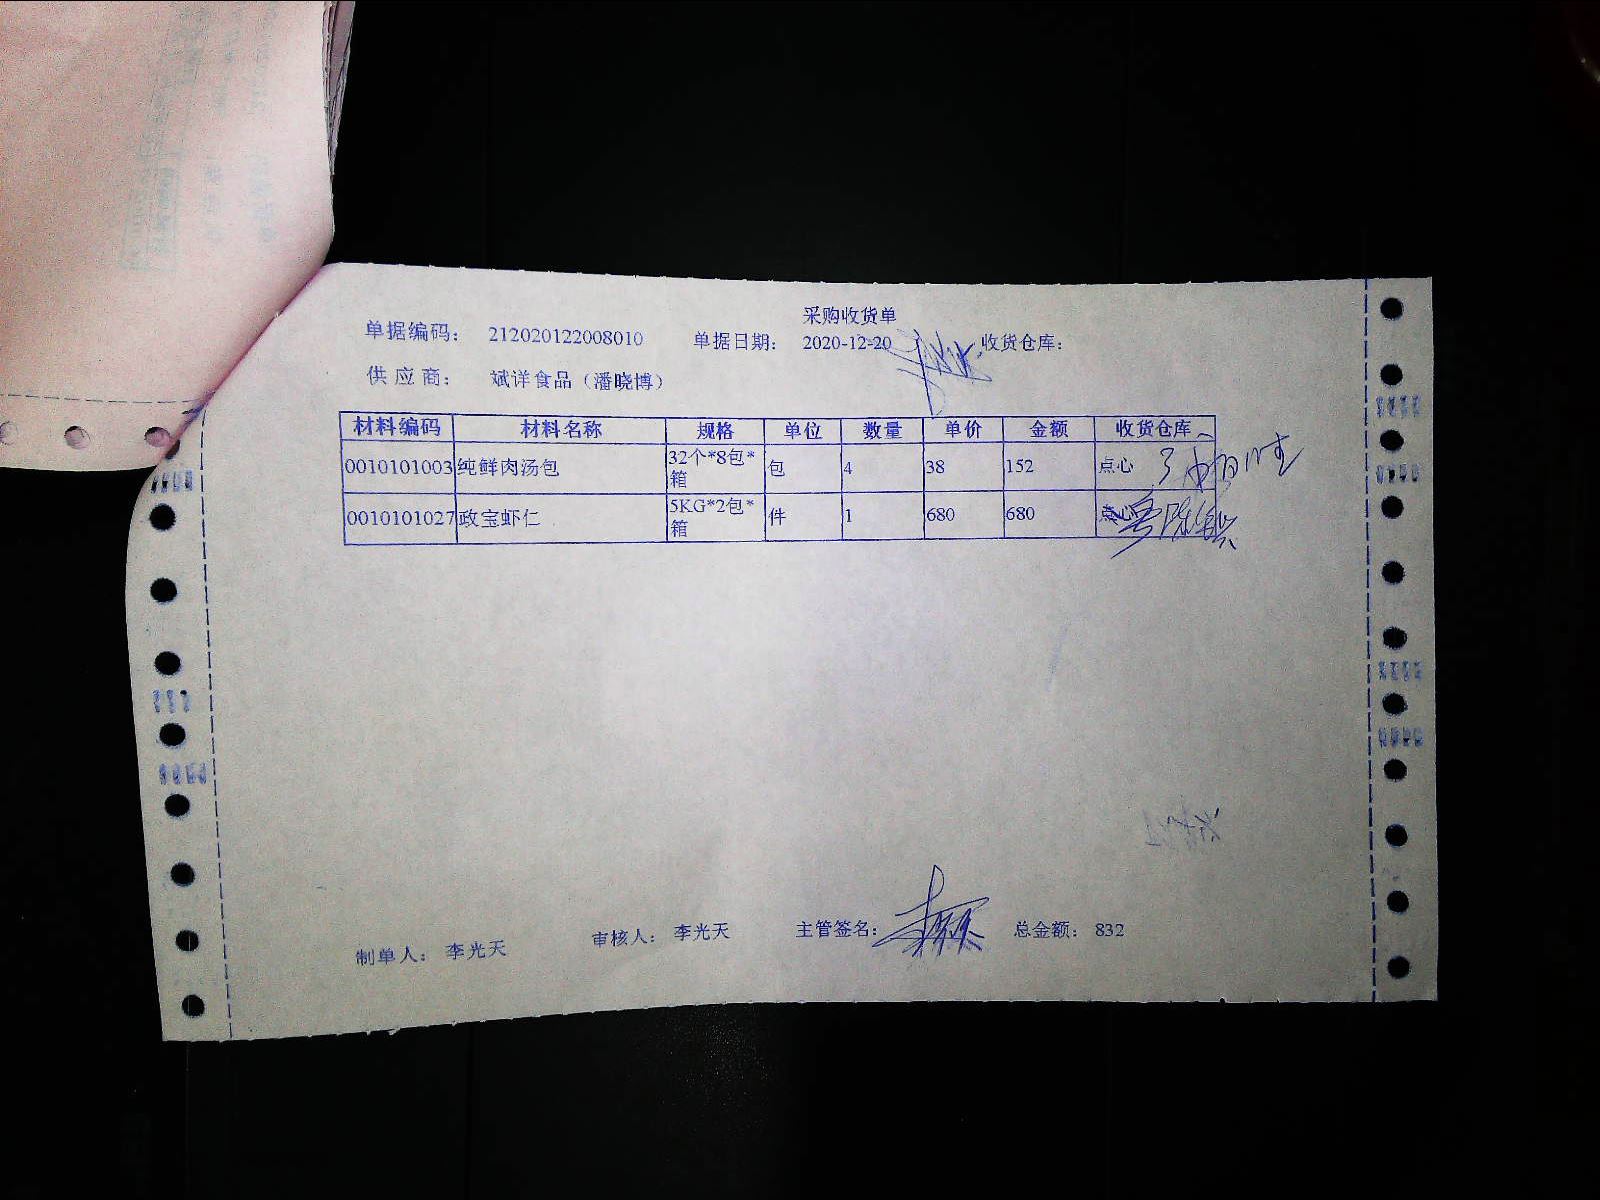 采购收货单
单据编码： 212020122008010 单据日期： 2020-12-20 收货仓库：
供 应 商： 斌详食品（潘晓博）
材料编码 材料名称 规格 单位 数量 单价 金额 收货仓库
0010101003 纯鲜肉汤包 32个*8包*箱 包 4 38 152 点心
0010101027 政宝虾仁 5KG*2包*箱 件 1 680 680 点心
制单人： 李光天 审核人： 李光天 主管签名： 总金额： 832